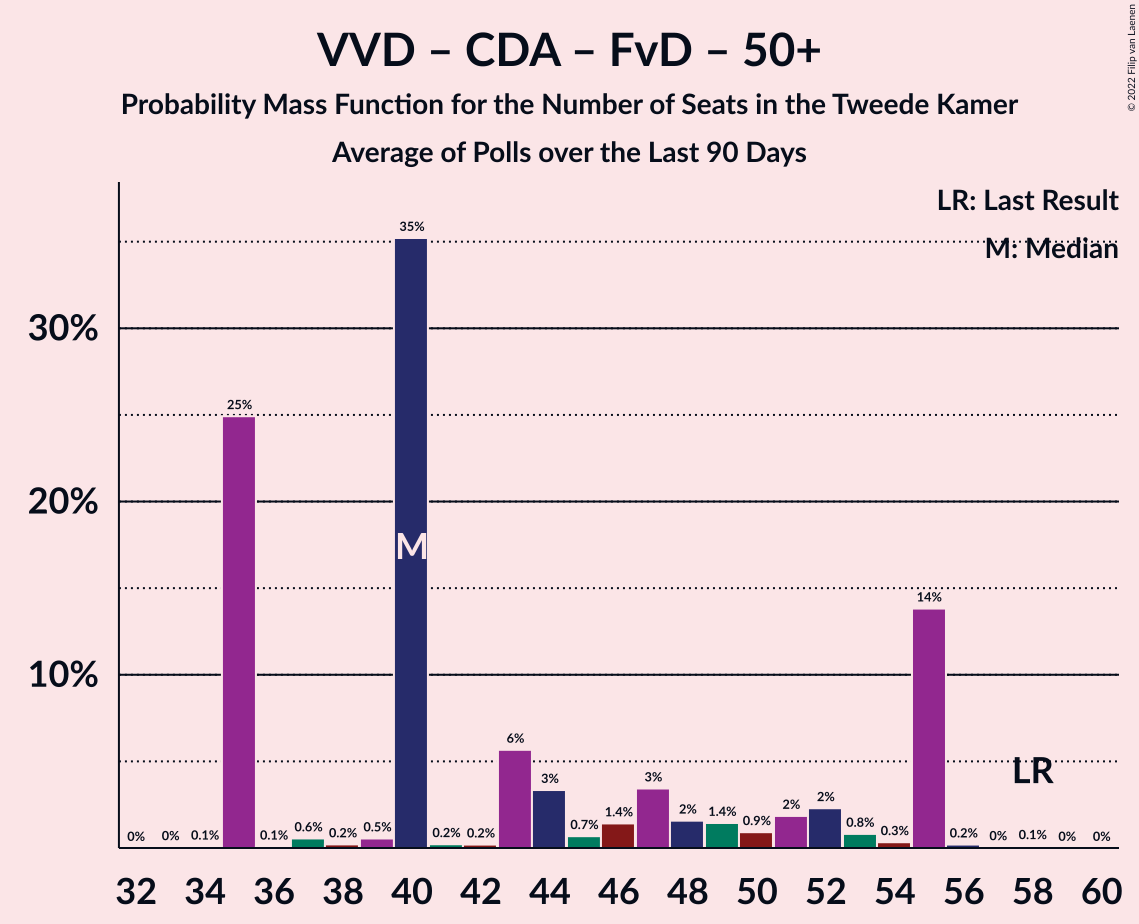 VVD – CDA – FvD – 50+
Probability Mass Function for the Number of Seats in the Tweede Kamer
Average of Polls over the Last 90 Days
© 2022 Filip van Laenen
LR: Last Result
M: Median
30%
20%
10%
0% 0% 0.1% 25% 0.1% 0.6% 0.2% 0.5% 35% 0.2% 0.2% 6% 3% 0.7% 1.4% 3% 2% 1.4% 0.9% 2% 2% 0.8% 0.3% 14% 0.2% 0% 0.1% 0% 0%
M
LR
32 34 36 38 40 42 44 46 48 50 52 54 56 58 60